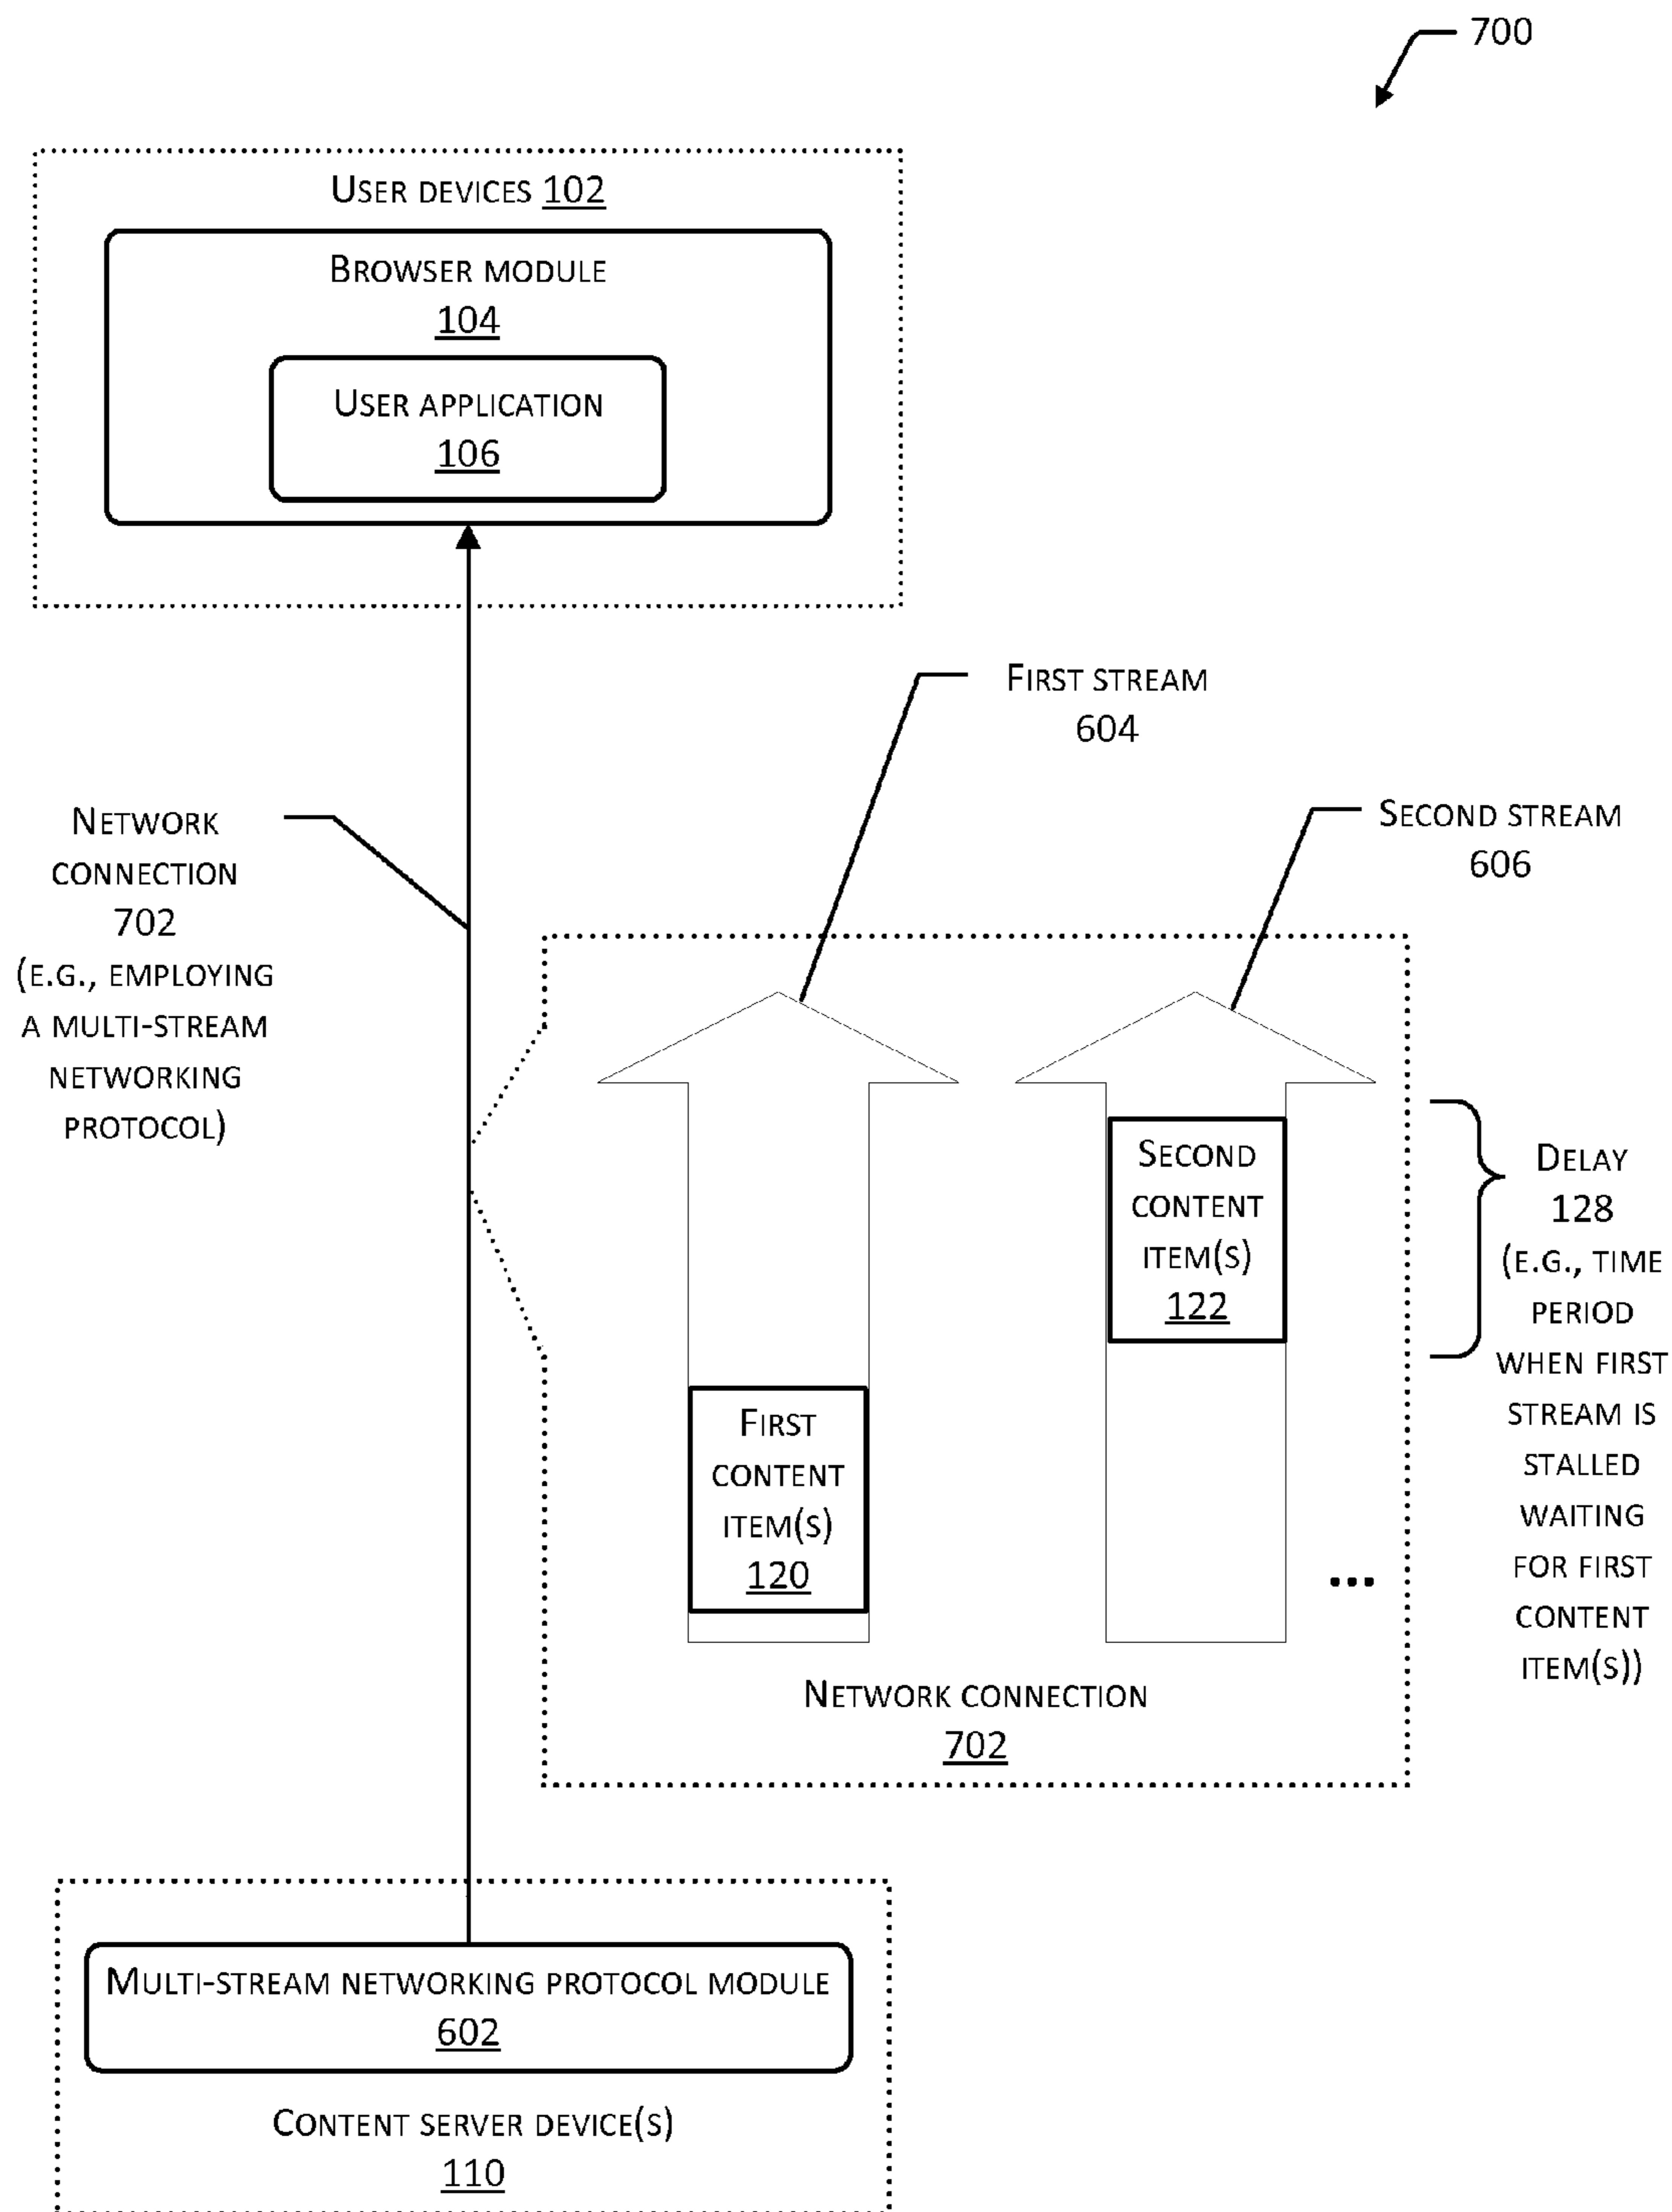 700
USER DEVICES 102
BROWSER MODULE
104
USER APPLICATION
106
FIRST STREAM
604
SECOND STREAM
606
NETWORK
CONNECTION
702
(E.G., EMPLOYING
A MULTI-STREAM
NETWORKING
PROTOCOL)
SECOND
CONTENT
ITEM(S)
122
FIRST
CONTENT
ITEM(S)
120
...
NETWORK CONNECTION
702
DELAY
128
(E.G., TIME
PERIOD
WHEN FIRST
STREAM IS
STALLED
WAITING
FOR FIRST
CONTENT
ITEM(S))
MULTI-STREAM NETWORKING PROTOCOL MODULE
602
CONTENT SERVER DEVICE(S)
110